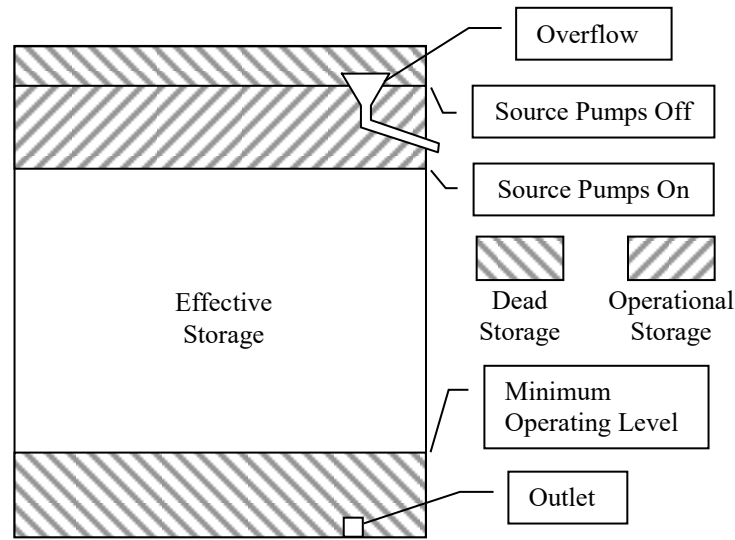 Overflow
Source Pumps Off
Source Pumps On
Effective
Storage
Dead
Storage
Operational
Storage
Minimum
Operating Level
Outlet